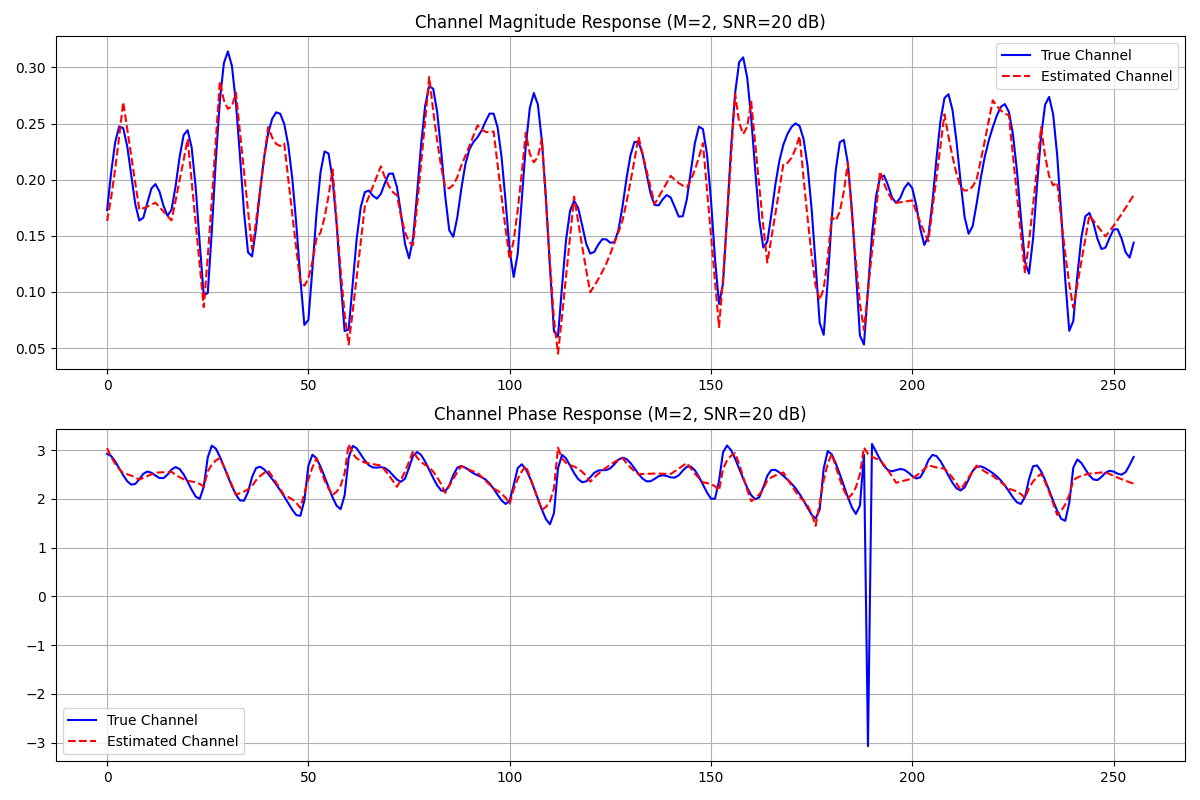 Channel Magnitude Response (M=2, SNR=20 dB)
True Channel
Estimated Channel
0.30
0.25
0.20
0.15
0.10
0.05
0 50 100 150 200 250
Channel Phase Response (M=2, SNR=20 dB)
3
2
1
0
−1
−2
−3
True Channel
Estimated Channel
0 50 100 150 200 250